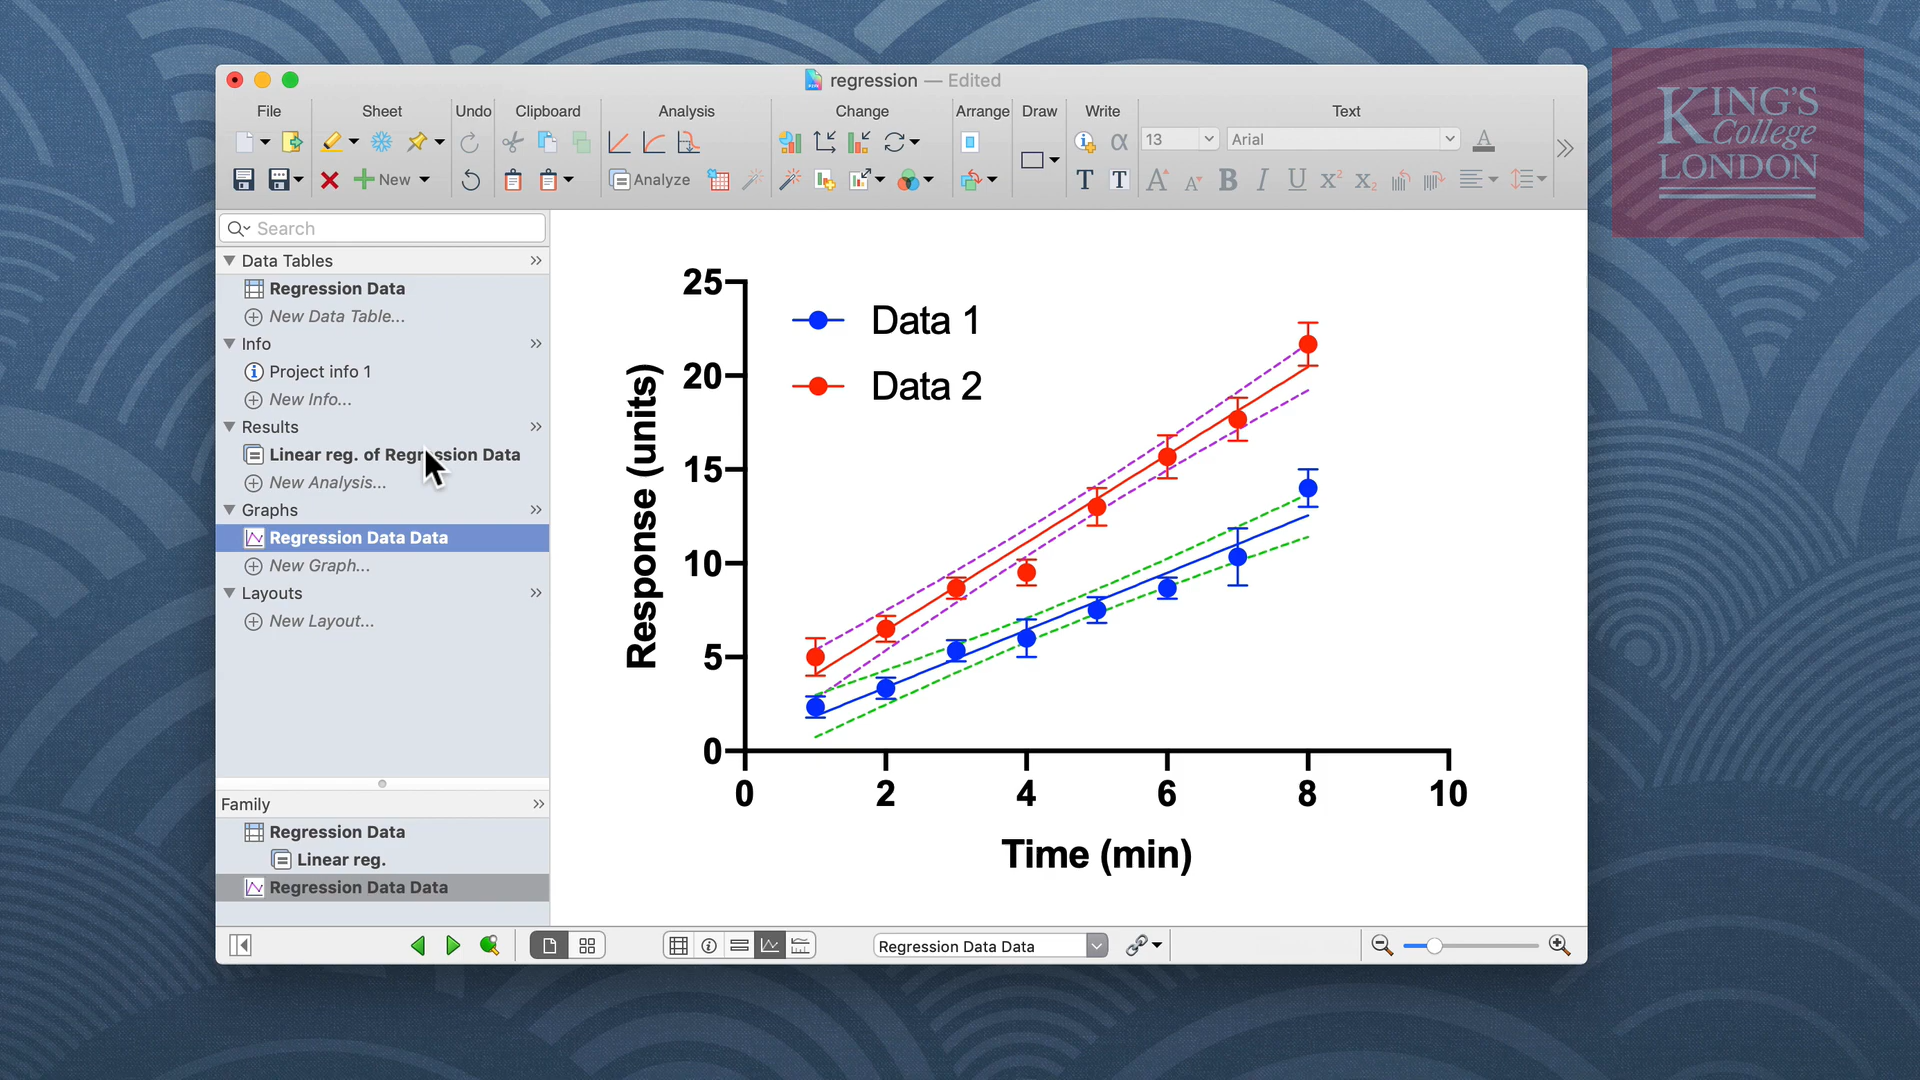 regression — Edited
File Sheet Undo Clipboard Analysis Change Arrange Draw Write Text
13 Arial
New Analyze
Search
Data Tables
Regression Data
New Data Table...
Info
Project info 1
New Info...
Results
Linear reg. of Regression Data
New Analysis...
Graphs
Regression Data Data
New Graph...
Layouts
New Layout...
Family
Regression Data
Linear reg.
Regression Data Data
25
20
15
10
5
0
Response (units)
Data 1
Data 2
0 2 4 6 8 10
Time (min)
Regression Data Data
KING'S
College
LONDON